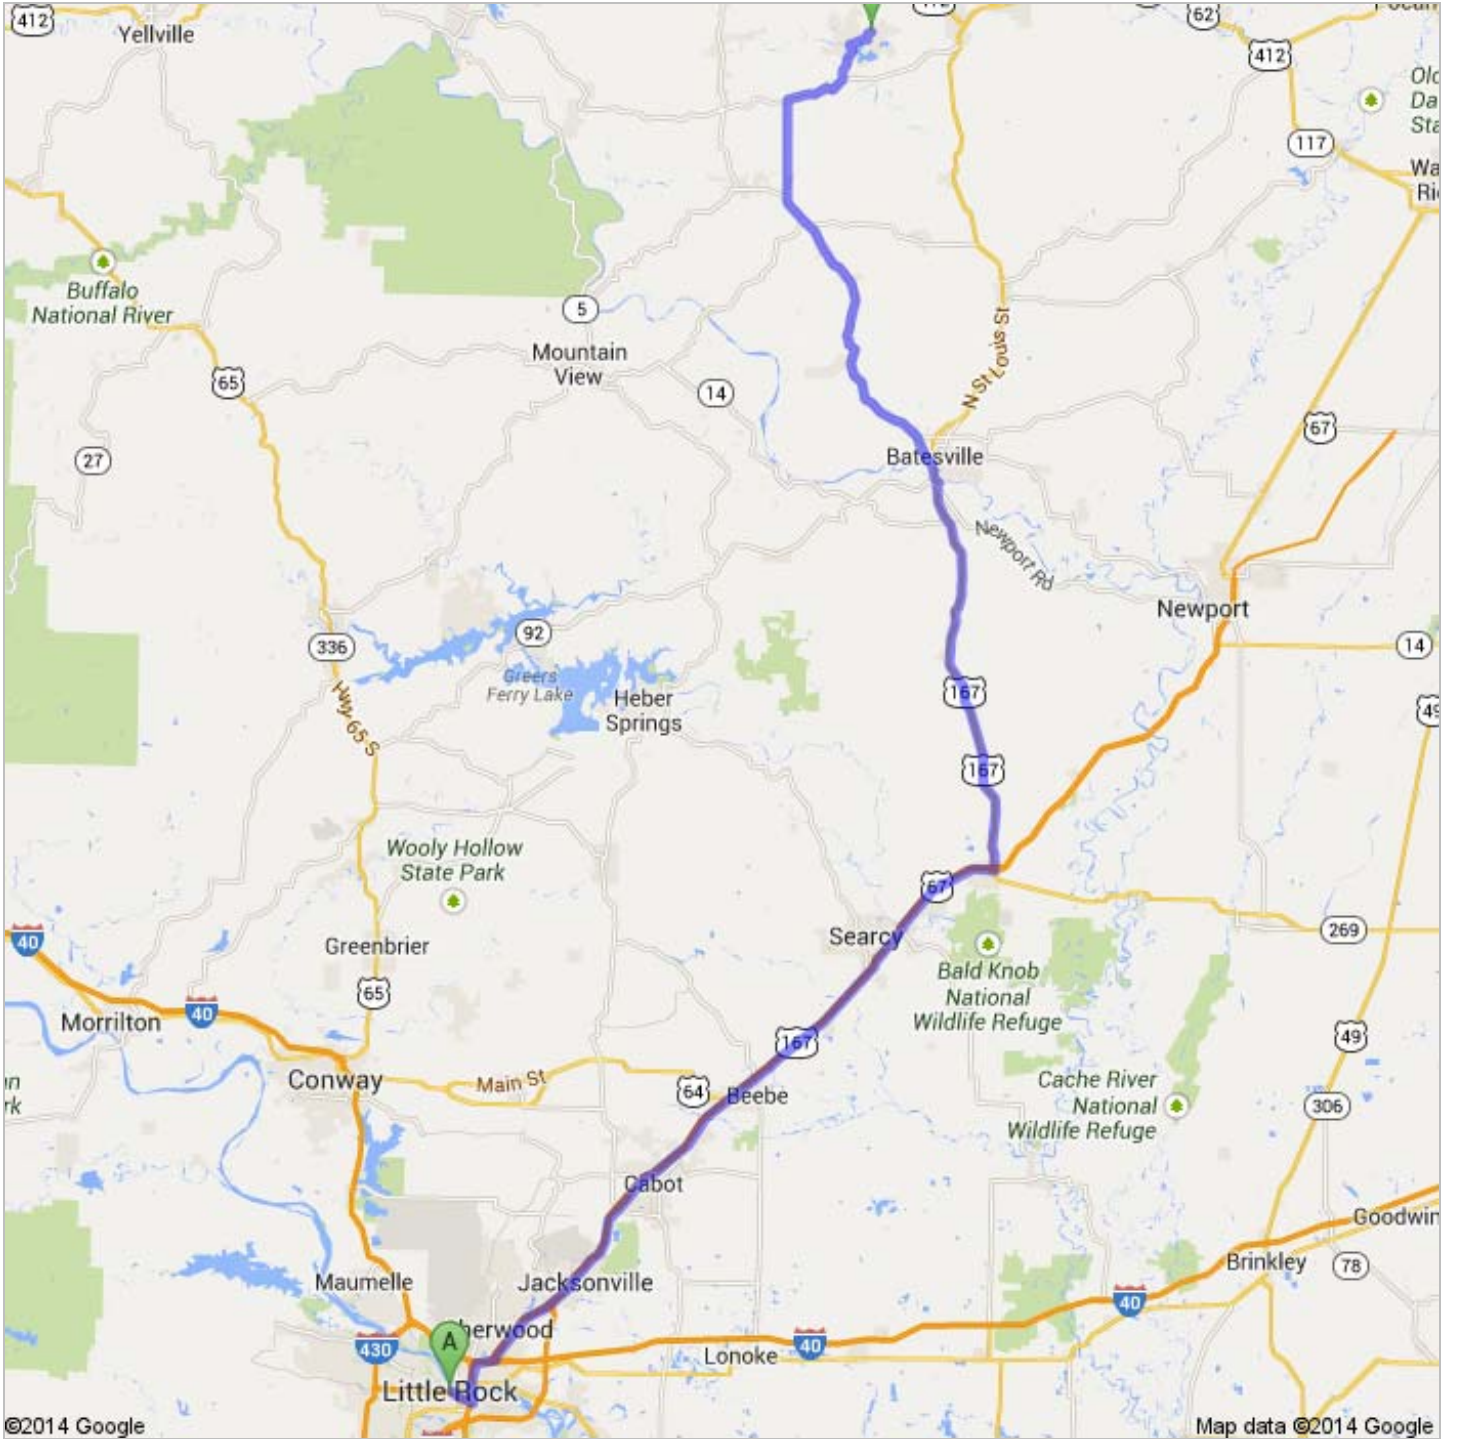 412
Yellville
62
412
117
Buffalo
National River
5
Mountain
View
65
14
N St Louis St
67
27
Batesville
Newport Rd
Newport
92
336
14
Greers
Ferry Lake
Heber
Springs
167
49
Hwy 65 S
167
Wooly Hollow
State Park
67
Searcy
269
Greenbrier
40
Bald Knob
National
Wildlife Refuge
65
40
Morrilton
167
49
Conway
Main St
64
Beebe
Cache River
National
Wildlife Refuge
306
Cabot
Goodwin
Brinkley
78
Maumelle
Jacksonville
40
A
herwood
430
40
Lonoke
Little Rock
©2014 Google
Map data ©2014 Google